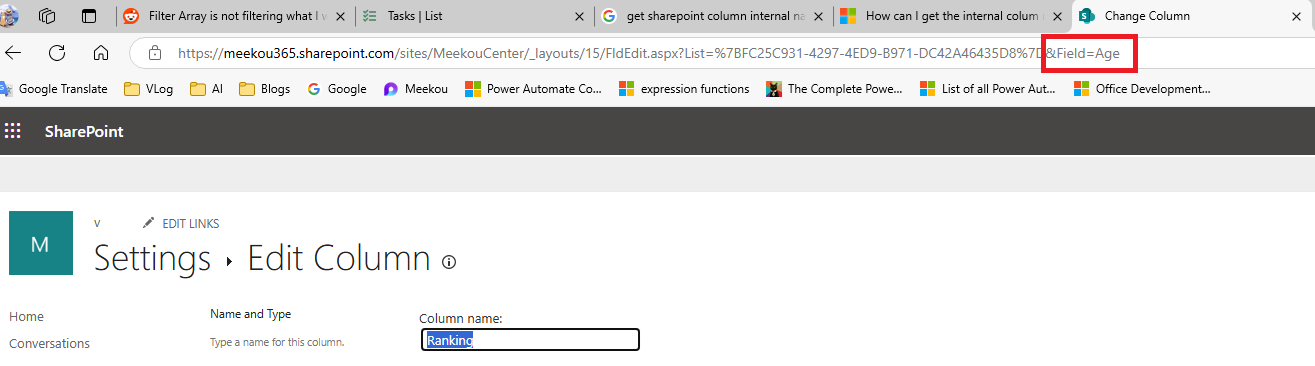 Filter Array is not filtering what I w
Tasks | List
get sharepoint column internal na
How can I get the internal colum
Change Column
https://meekou365.sharepoint.com/sites/MeekouCenter/_layouts/15/FldEdit.aspx?List=%7BFC25C931-4297-4ED9-B971-DC42A46435D8%7D&Field=Age
Google Translate
VLog
AI
Blogs
Google
Meekou
Power Automate Co...
expression functions
The Complete Powe...
List of all Power Aut...
Office Development...
SharePoint
M
v
EDIT LINKS
Settings ▸ Edit Column
Home
Conversations
Name and Type
Type a name for this column.
Column name:
Ranking